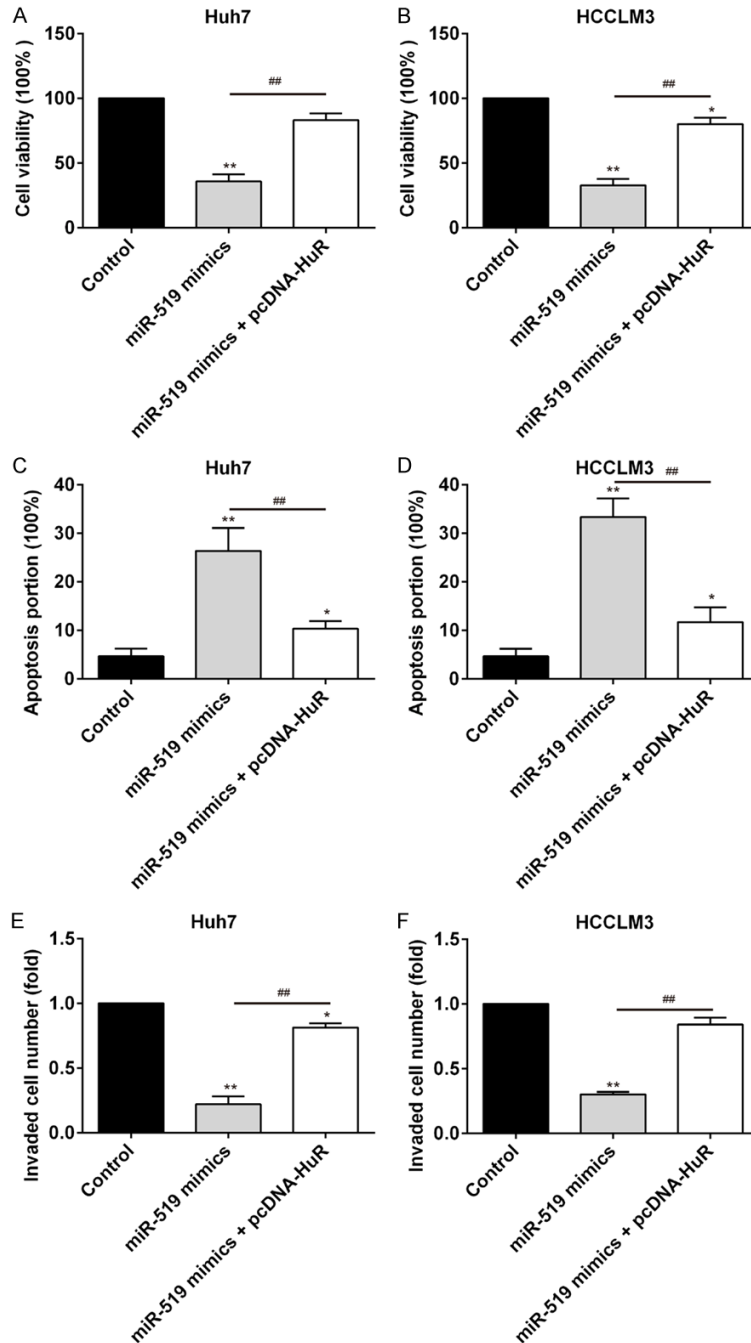 A
Huh7
Cell viability (100%)
100
50
0
**
##
Control
miR-519 mimics
miR-519 mimics + pcDNA-HuR
B
HCCLM3
Cell viability (100% )
150
100
50
0
**
##
*
Control
miR-519 mimics
miR-519 mimics + pcDNA-HuR
C
Huh7
Apoptosis portion (100%)
40
30
20
10
0
**
##
*
Control
miR-519 mimics
miR-519 mimics + pcDNA-HuR
D
HCCLM3
Apoptosis portion (100%)
40
30
20
10
0
**
##
*
Control
miR-519 mimics
miR-519 mimics + pcDNA-HuR
E
Huh7
Invaded cell number (fold)
1.5
1.0
0.5
0.0
**
##
*
Control
miR-519 mimics
miR-519 mimics + pcDNA-HuR
F
HCCLM3
Invaded cell number (fold)
1.5
1.0
0.5
0.0
**
##
Control
miR-519 mimics
miR-519 mimics + pcDNA-HuR